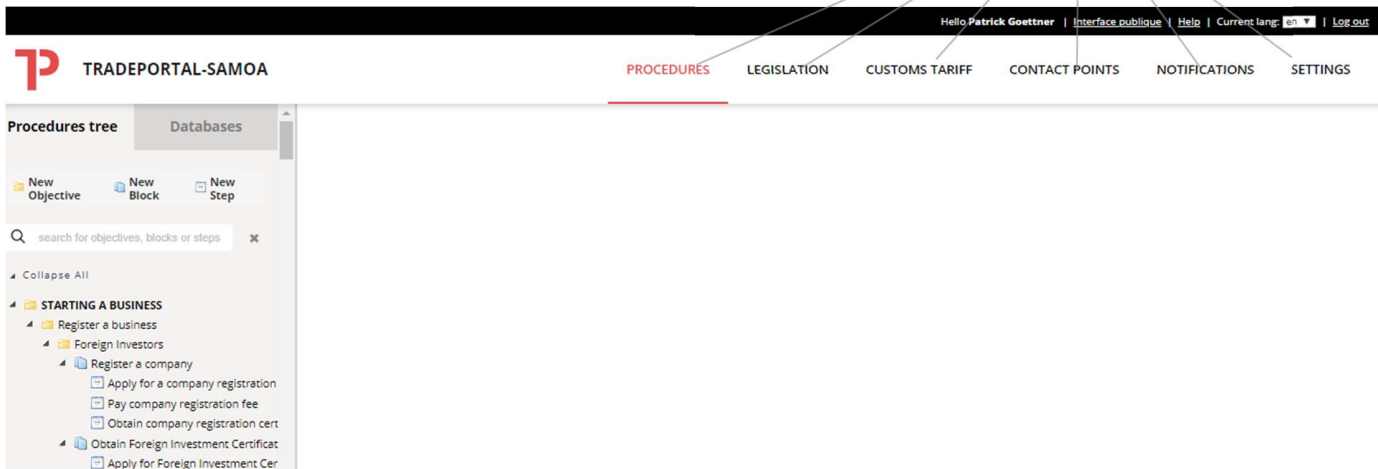 Hello Patrick Goettner | Interface publique | Help | Current lang: en ▼ | Log out
TP TRADEPORTAL-SAMOA
PROCEDURES LEGISLATION CUSTOMS TARIFF CONTACT POINTS NOTIFICATIONS SETTINGS
Procedures tree Databases
New Objective New Block New Step
search for objectives, blocks or steps
Collapse All
STARTING A BUSINESS
Register a business
Foreign Investors
Register a company
Apply for a company registration
Pay company registration fee
Obtain company registration cert
Obtain Foreign Investment Certificat
Apply for Foreign Investment Cer